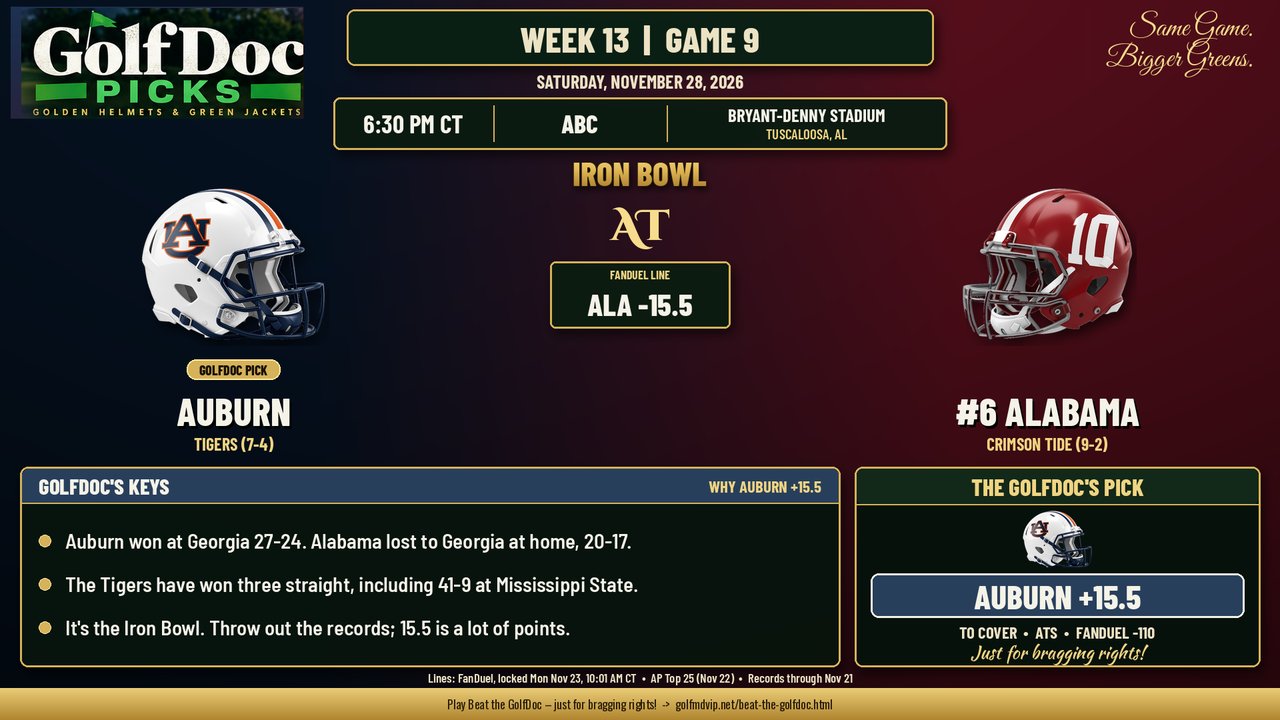 GolfDoc
PICKS
GOLDEN HELMETS & GREEN JACKETS
WEEK 13 | GAME 9
SATURDAY, NOVEMBER 28, 2026
6:30 PM CT
ABC
BRYANT-DENNY STADIUM
TUSCALOOSA, AL
Same Game.
Bigger Greens.
IRON BOWL
AT
FANDUEL LINE
ALA -15.5
AU
10
GOLFDOC PICK
AUBURN
TIGERS (7-4)
#6 ALABAMA
CRIMSON TIDE (9-2)
GOLFDOC'S KEYS
WHY AUBURN +15.5
Auburn won at Georgia 27-24. Alabama lost to Georgia at home, 20-17.
The Tigers have won three straight, including 41-9 at Mississippi State.
It's the Iron Bowl. Throw out the records; 15.5 is a lot of points.
THE GOLFDOC'S PICK
AU
AUBURN +15.5
TO COVER • ATS • FANDUEL -110
Just for bragging rights!
Lines: FanDuel, locked Mon Nov 23, 10:01 AM CT • AP Top 25 (Nov 22) • Records through Nov 21
Play Beat the GolfDoc — just for bragging rights! -> golfmdvip.net/beat-the-golfdoc.html